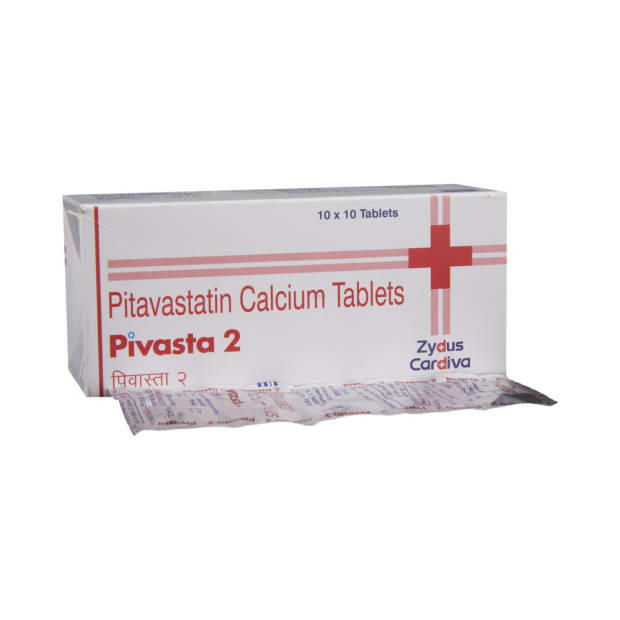 10 x 10 Tablets
Pitavastatin Calcium Tablets
Pivasta 2
पिवास्ता २
Zydus
Cardiva